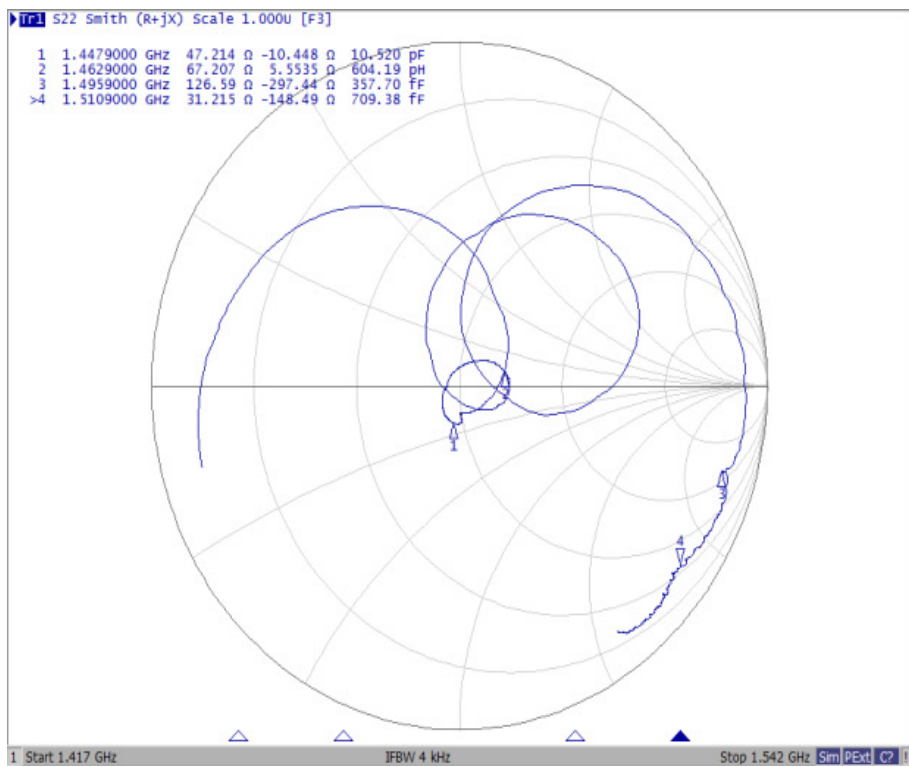 Tr1 S22 Smith (R+jX) Scale 1.000U [F3]
1 1.4479000 GHz 47.214 Ω -10.448 Ω 10.520 pF
2 1.4629000 GHz 67.207 Ω 5.5535 Ω 604.19 pH
3 1.4959000 GHz 126.59 Ω -297.44 Ω 357.70 fF
>4 1.5109000 GHz 31.215 Ω -148.49 Ω 709.38 fF
1
3
4
1 Start 1.417 GHz IFBW 4 kHz Stop 1.542 GHz Sim PExt C? !